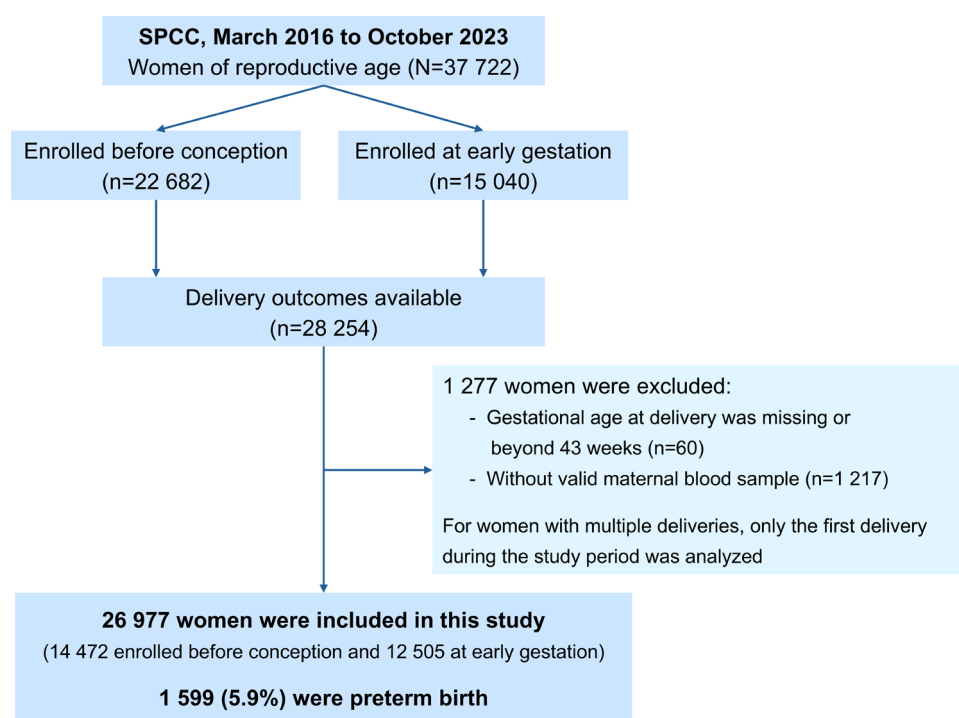 SPCC, March 2016 to October 2023
Women of reproductive age (N=37 722)
Enrolled before conception
(n=22 682)
Enrolled at early gestation
(n=15 040)
Delivery outcomes available
(n=28 254)
1 277 women were excluded:
- Gestational age at delivery was missing or
beyond 43 weeks (n=60)
- Without valid maternal blood sample (n=1 217)
For women with multiple deliveries, only the first delivery
during the study period was analyzed
26 977 women were included in this study
(14 472 enrolled before conception and 12 505 at early gestation)
1 599 (5.9%) were preterm birth